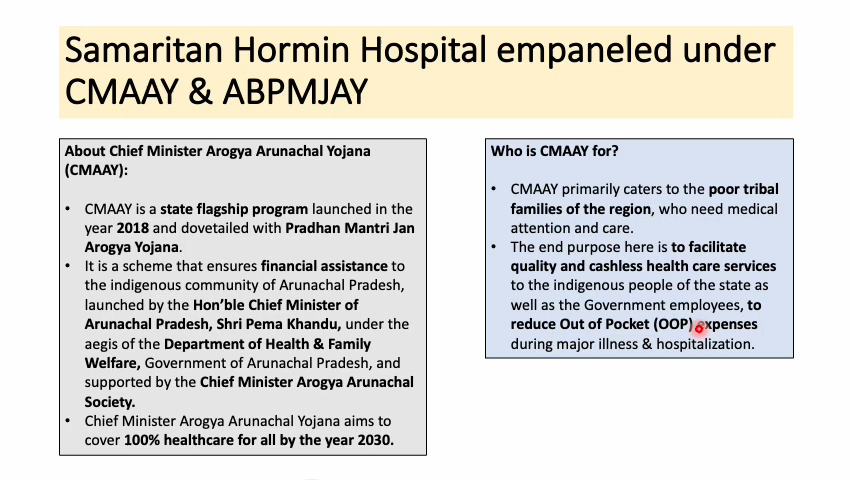 Samaritan Hormin Hospital empaneled under
CMAAY & ABPMJAY
About Chief Minister Arogya Arunachal Yojana
(CMAAY):
• CMAAY is a state flagship program launched in the
year 2018 and dovetailed with Pradhan Mantri Jan
Arogya Yojana.
• It is a scheme that ensures financial assistance to
the indigenous community of Arunachal Pradesh,
launched by the Hon’ble Chief Minister of
Arunachal Pradesh, Shri Pema Khandu, under the
aegis of the Department of Health & Family
Welfare, Government of Arunachal Pradesh, and
supported by the Chief Minister Arogya Arunachal
Society.
• Chief Minister Arogya Arunachal Yojana aims to
cover 100% healthcare for all by the year 2030.
Who is CMAAY for?
• CMAAY primarily caters to the poor tribal
families of the region, who need medical
attention and care.
• The end purpose here is to facilitate
quality and cashless health care services
to the indigenous people of the state as
well as the Government employees, to
reduce Out of Pocket (OOP) expenses
during major illness & hospitalization.